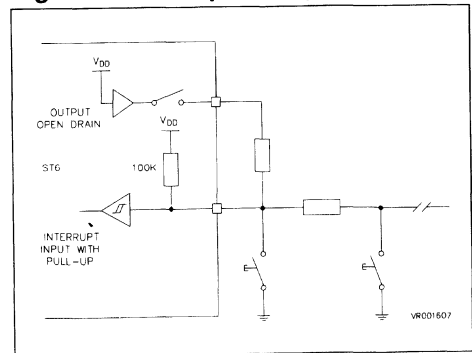 VDD
OUTPUT
OPEN DRAIN
VDD
ST6
100K
INTERRUPT
INPUT WITH
PULL-UP
VR001607